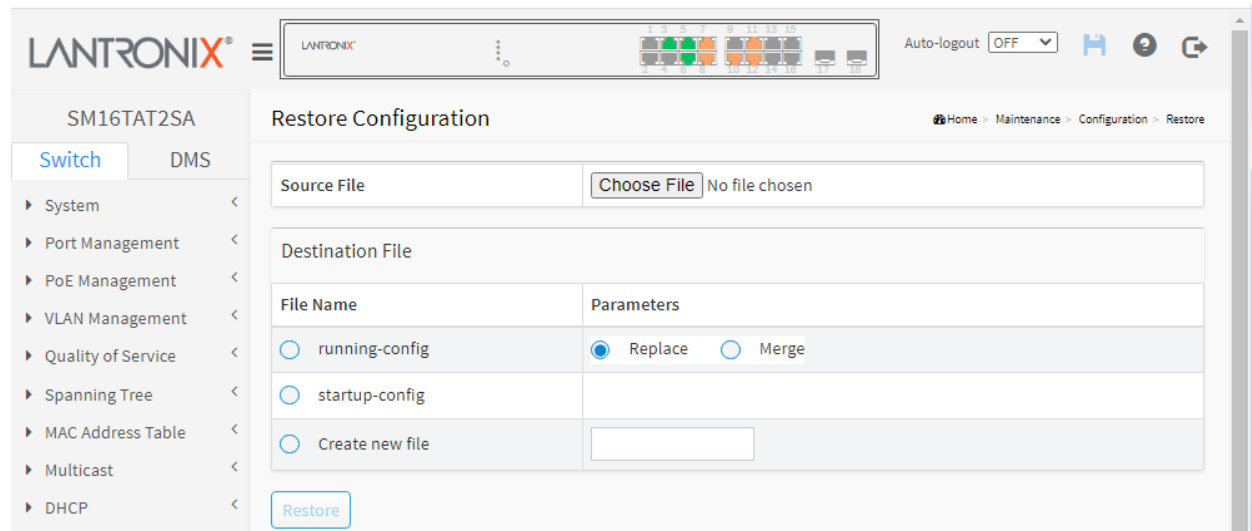 LANTRONIX®
LANTRONIX
1 3 5 7 9 11 13 15
2 4 6 8 10 12 14 16 17 18
Auto-logout OFF
SM16TAT2SA
Switch DMS
System
Port Management
PoE Management
VLAN Management
Quality of Service
Spanning Tree
MAC Address Table
Multicast
DHCP
Restore Configuration
Home > Maintenance > Configuration > Restore
Source File Choose File No file chosen
Destination File
File Name Parameters
running-config Replace Merge
startup-config
Create new file
Restore